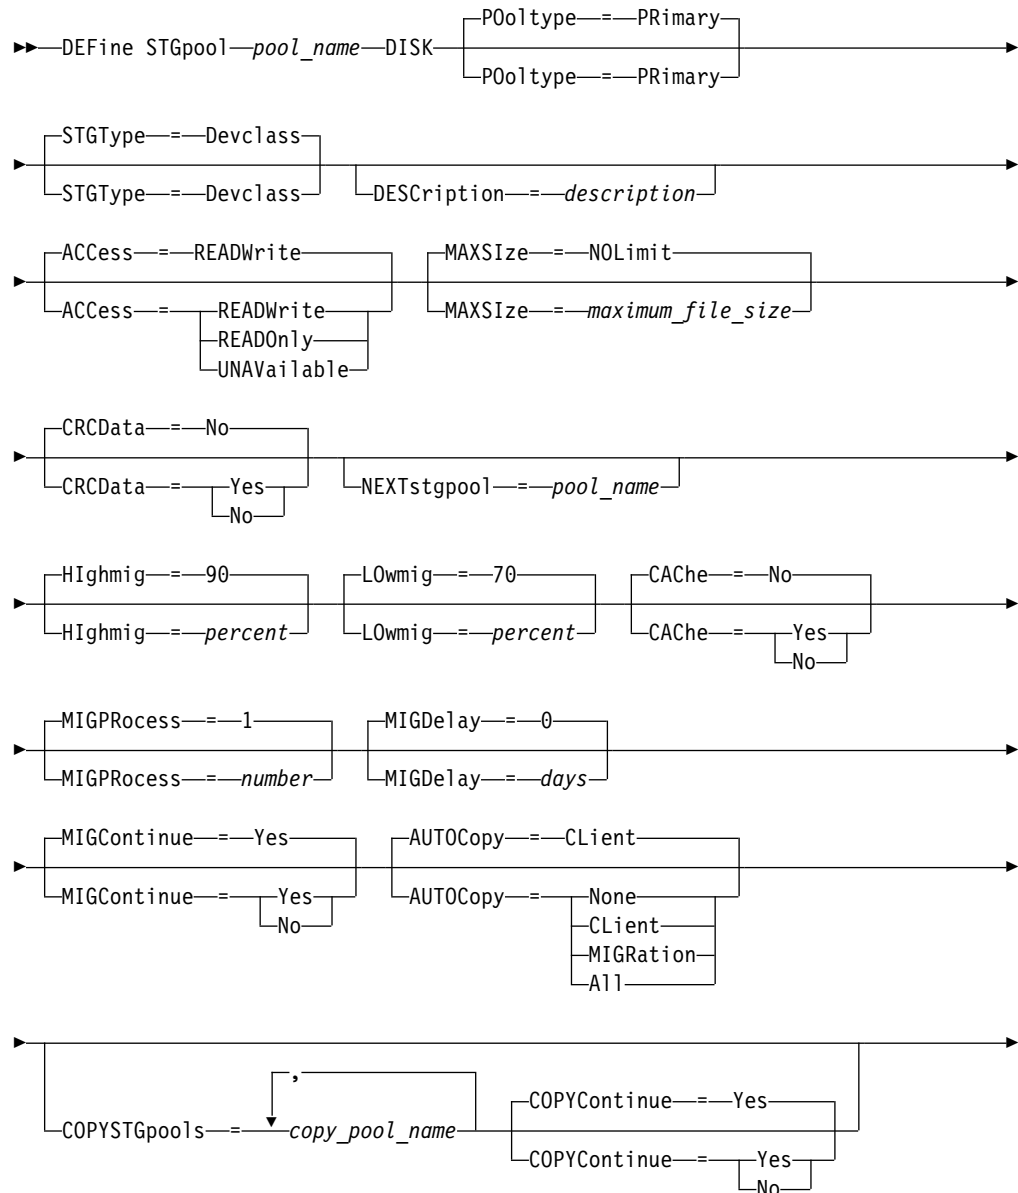 POoltype = PRimary
DEFine STGpool pool_name DISK
POoltype = PRimary
STGType = Devclass
STGType = Devclass
DESCription = description
ACCess = READWrite
MAXSIze = NOLimit
ACCess = READWrite
MAXSIze = maximum_file_size
READOnly
UNAVailable
CRCData = No
CRCData = Yes
NEXTstgpool = pool_name
No
HIghmig = 90
LOwmig = 70
CAChe = No
HIghmig = percent
LOwmig = percent
CAChe = Yes
No
MIGPRocess = 1
MIGDelay = 0
MIGPRocess = number
MIGDelay = days
MIGContinue = Yes
AUTOCopy = CLient
MIGContinue = Yes
AUTOCopy = None
No
CLient
MIGRation
All
,
COPYContinue = Yes
COPYSTGpools = copy_pool_name
COPYContinue = Yes
No